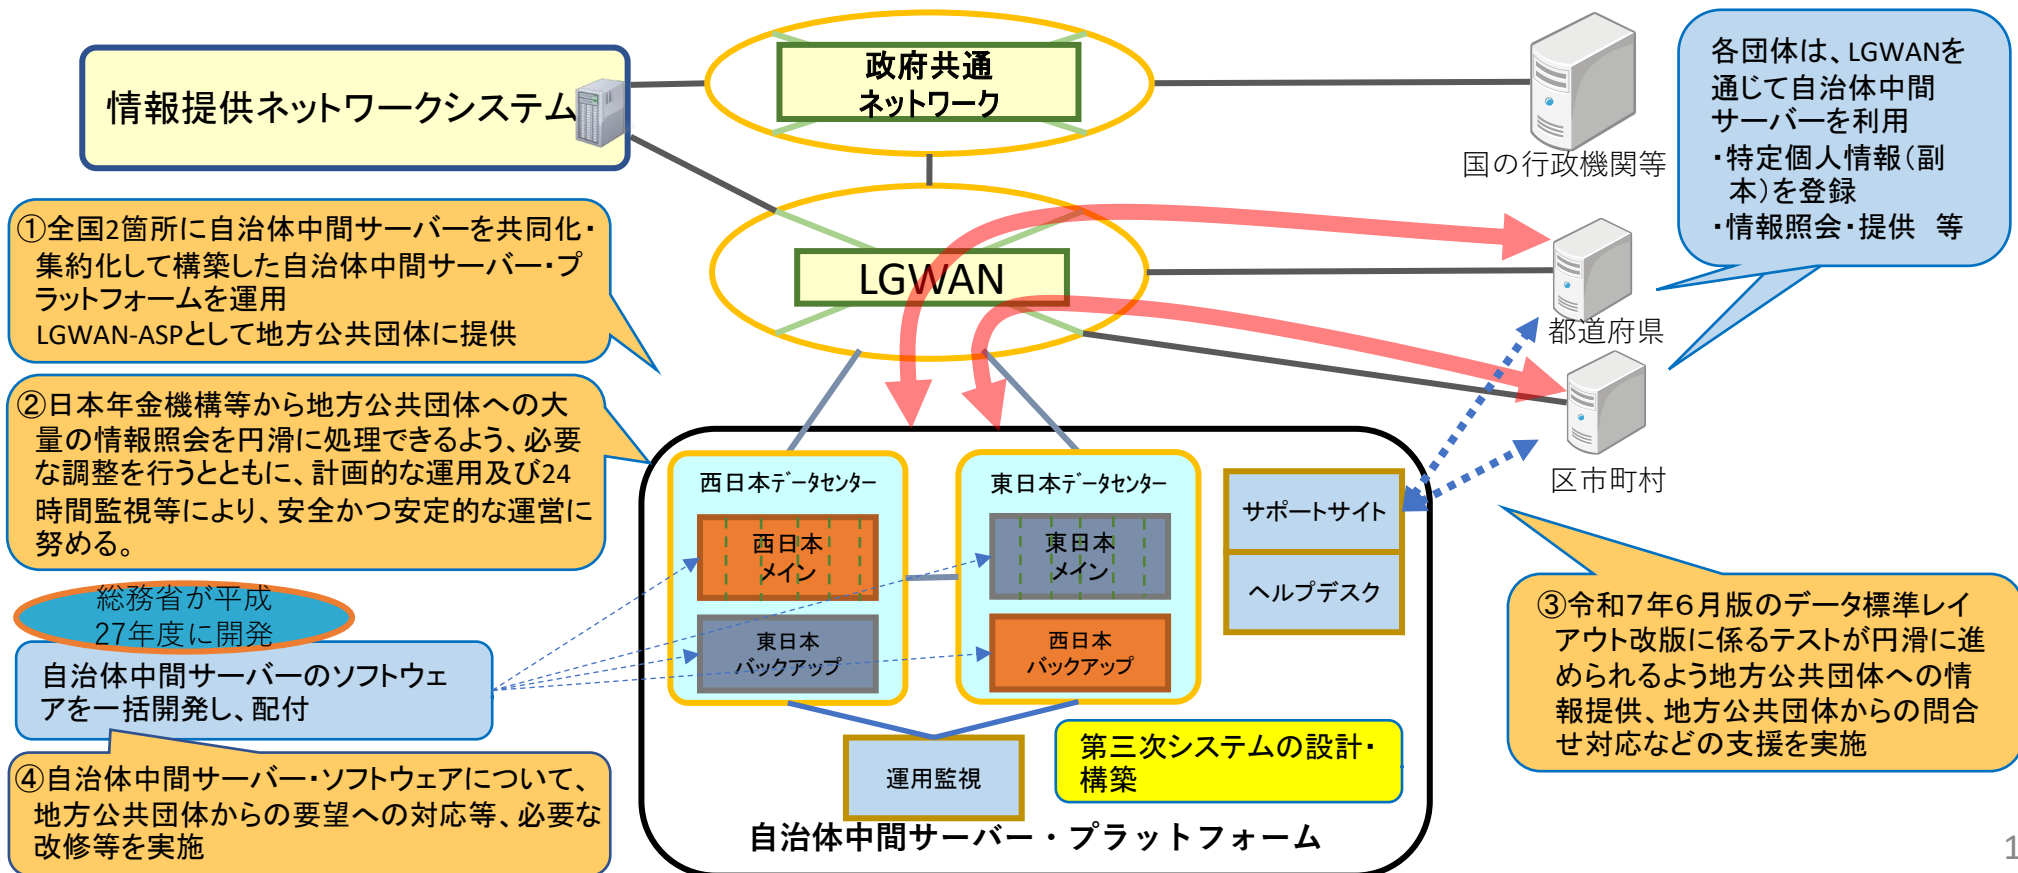 情報提供ネットワークシステム
政府共通
ネットワーク
国の行政機関等
各団体は、LGWANを
通じて自治体中間
サーバーを利用
・特定個人情報（副
本）を登録
・情報照会・提供　等
①全国2箇所に自治体中間サーバーを共同化・
集約化して構築した自治体中間サーバー・プ
ラットフォームを運用
LGWAN-ASPとして地方公共団体に提供
LGWAN
都道府県
区市町村
②日本年金機構等から地方公共団体への大
量の情報照会を円滑に処理できるよう、必要
な調整を行うとともに、計画的な運用及び24
時間監視等により、安全かつ安定的な運営に
努める。
西日本データセンター
西日本
メイン
東日本
バックアップ
東日本データセンター
東日本
メイン
西日本
バックアップ
サポートサイト
ヘルプデスク
総務省が平成
27年度に開発
自治体中間サーバーのソフトウェ
アを一括開発し、配付
③令和７年６月版のデータ標準レイ
アウト改版に係るテストが円滑に進
められるよう地方公共団体への情
報提供、地方公共団体からの問合
せ対応などの支援を実施
④自治体中間サーバー・ソフトウェアについて、
地方公共団体からの要望への対応等、必要な
改修等を実施
運用監視
第三次システムの設計・
構築
自治体中間サーバー・プラットフォーム
1